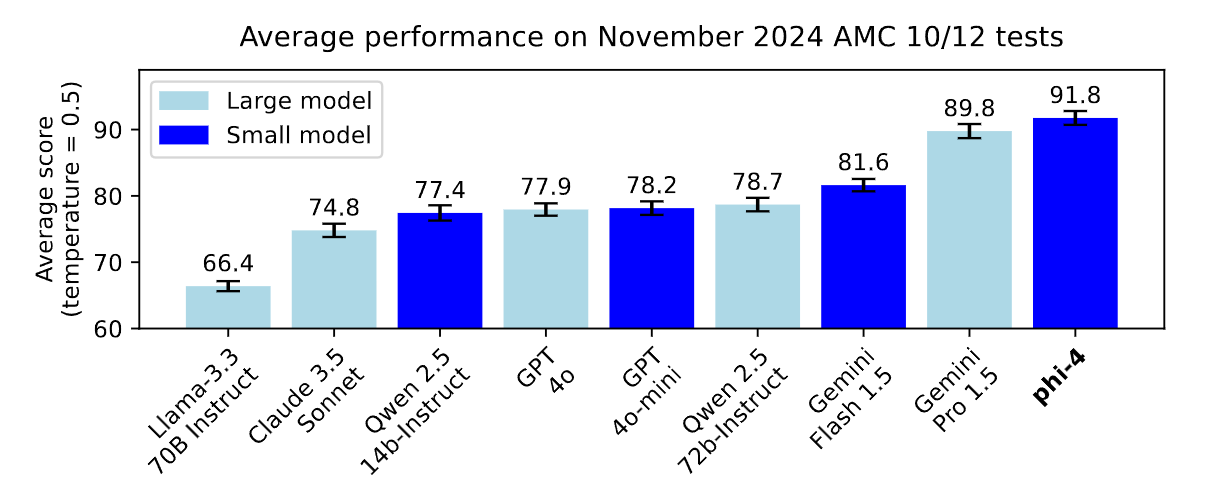 Average performance on November 2024 AMC 10/12 tests
Average score
(temperature = 0.5)
90
80
70
60
Large model
Small model
66.4
74.8
77.4
77.9
78.2
78.7
81.6
89.8
91.8
Llama-3.3
70B Instruct
Claude 3.5
Sonnet
Qwen 2.5
14b-Instruct
GPT
4o
GPT
4o-mini
Qwen 2.5
72b-Instruct
Gemini
Flash 1.5
Gemini
Pro 1.5
phi-4